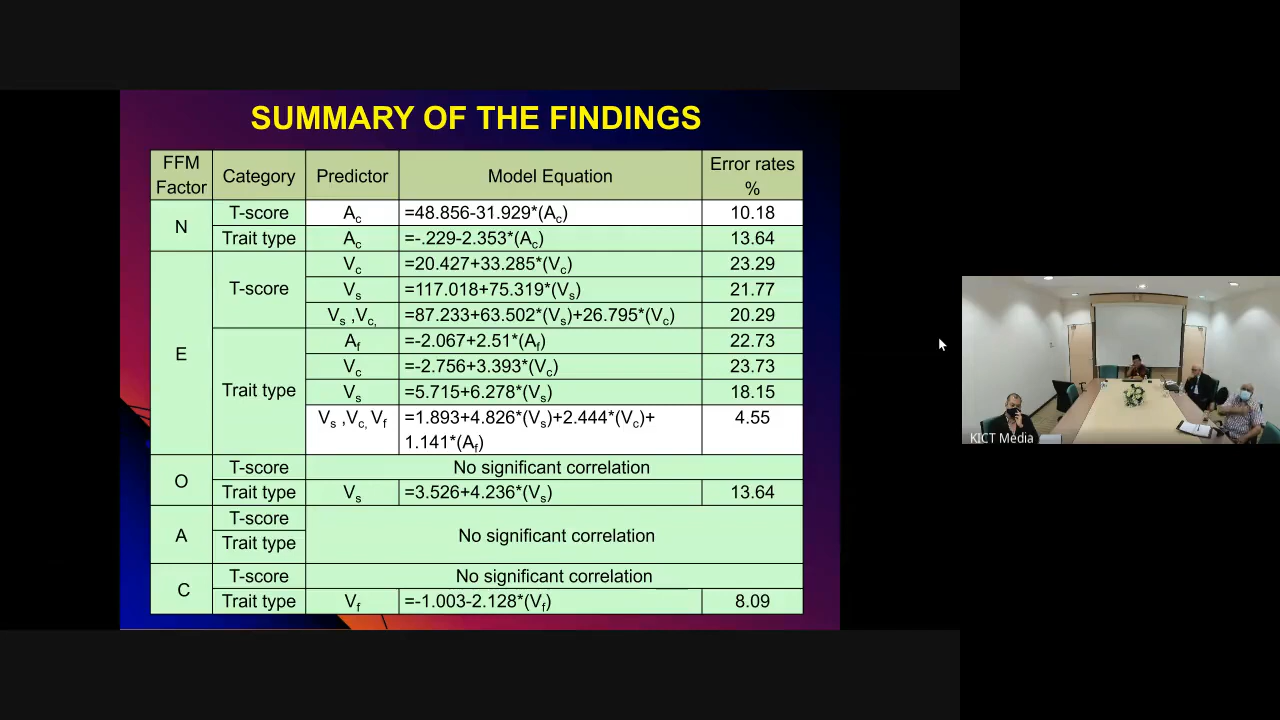 SUMMARY OF THE FINDINGS
FFM Factor Category Predictor Model Equation Error rates %
N T-score Ac =48.856-31.929*(Ac) 10.18
Trait type Ac =-.229-2.353*(Ac) 13.64
E T-score Vc =20.427+33.285*(Vc) 23.29
Vs =117.018+75.319*(Vs) 21.77
Vs ,Vc, =87.233+63.502*(Vs)+26.795*(Vc) 20.29
Trait type Af =-2.067+2.51*(Af) 22.73
Vc =-2.756+3.393*(Vc) 23.73
Vs =5.715+6.278*(Vs) 18.15
Vs ,Vc, Vf =1.893+4.826*(Vs)+2.444*(Vc)+ 4.55
1.141*(Af)
O T-score No significant correlation
Trait type Vs =3.526+4.236*(Vs) 13.64
A T-score No significant correlation
Trait type
C T-score No significant correlation
Trait type Vf =-1.003-2.128*(Vf) 8.09
KICT Media